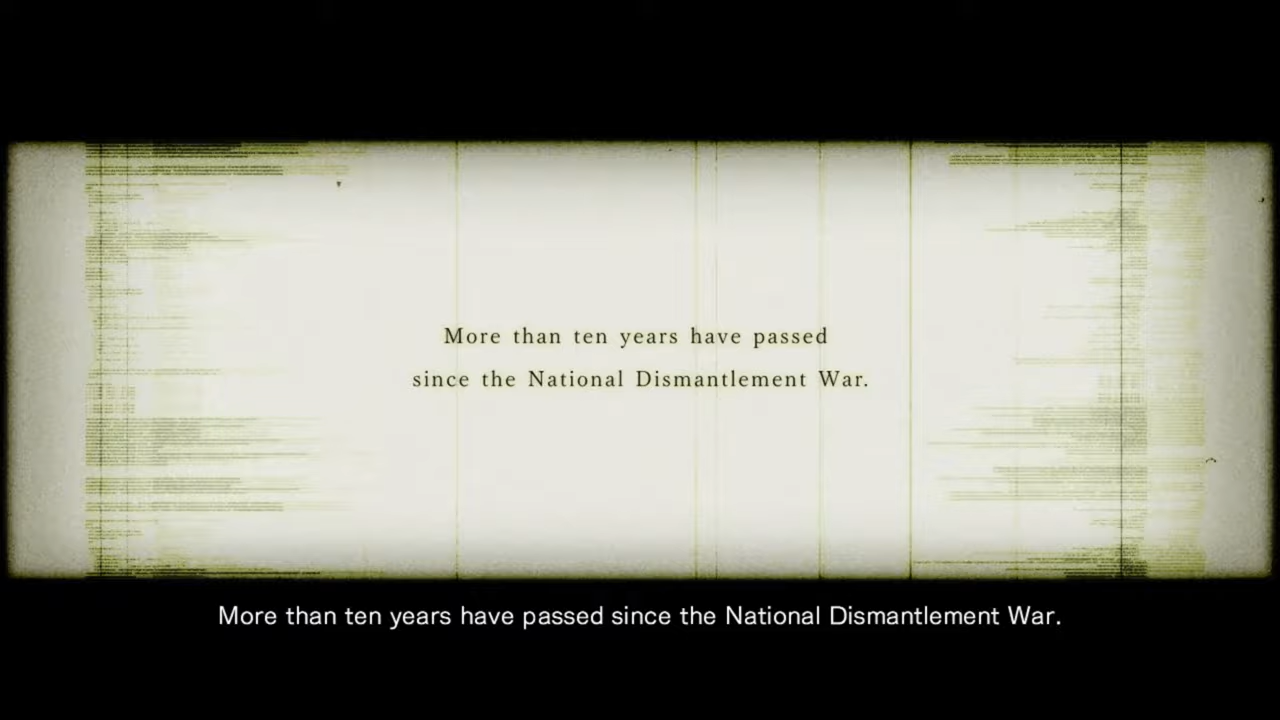 More than ten years have passed
since the National Dismantlement War.
More than ten years have passed since the National Dismantlement War.